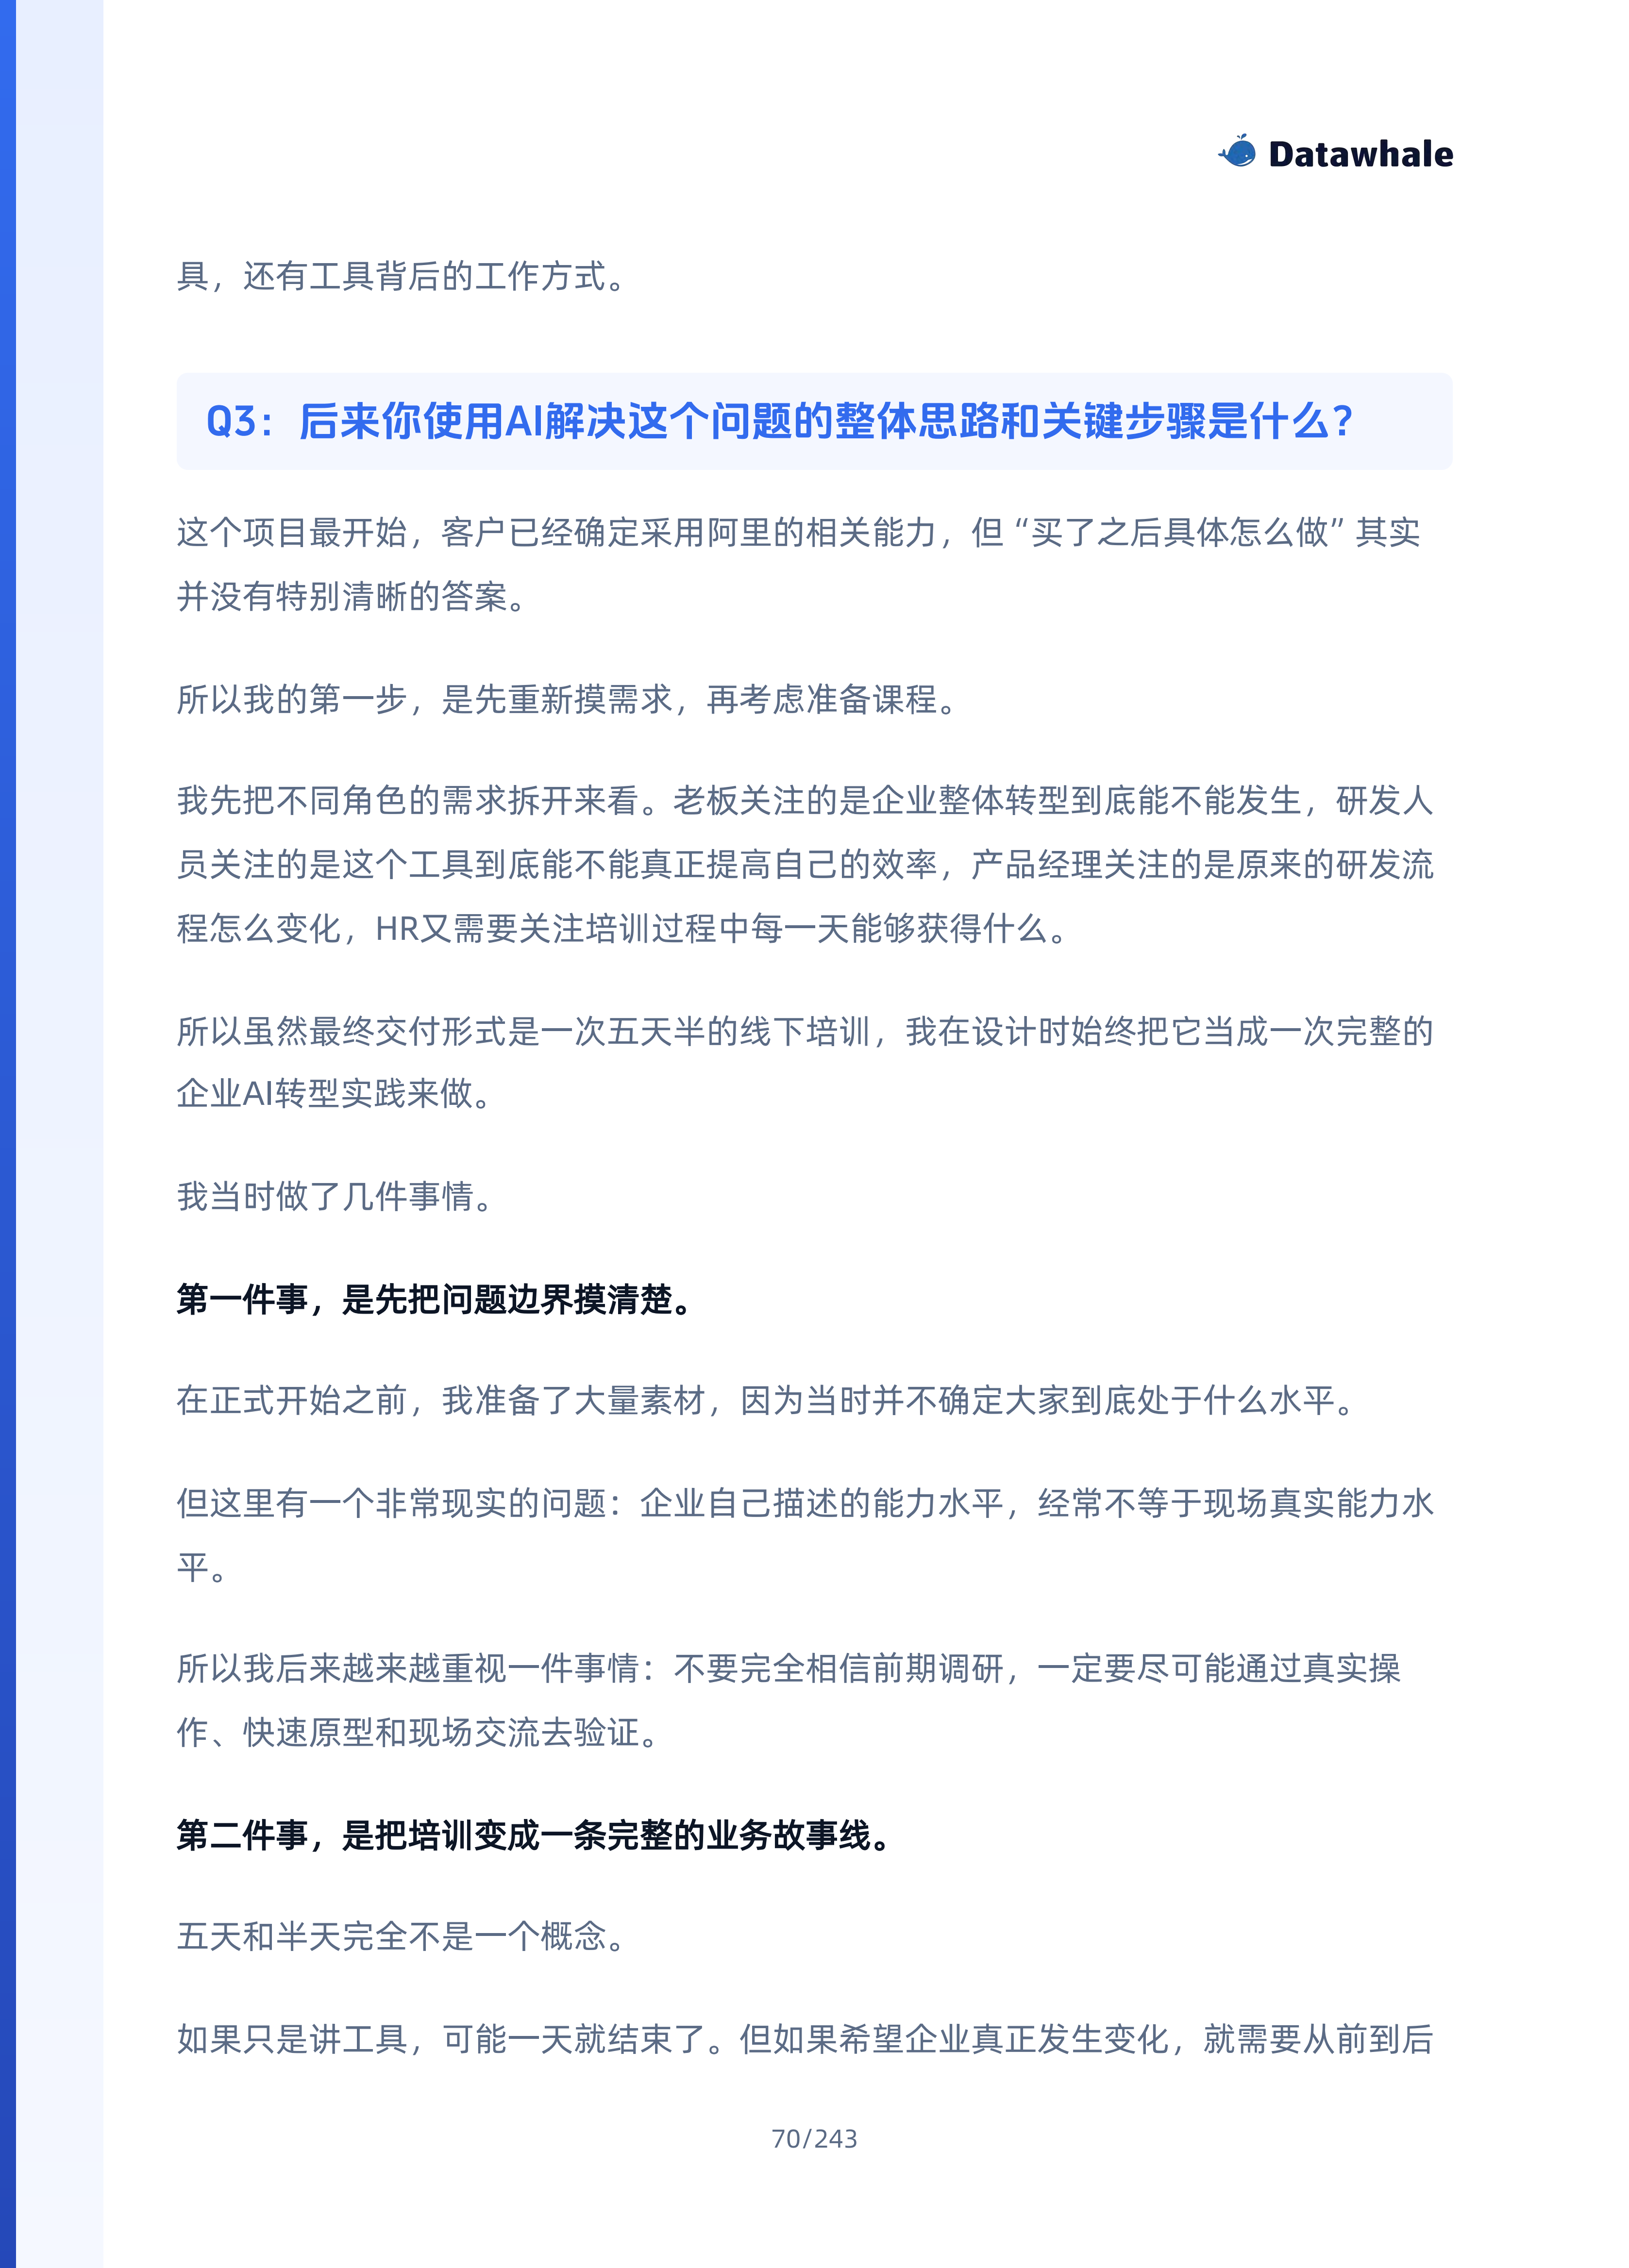 Datawhale
具，还有工具背后的工作方式。
Q3：后来你使用AI解决这个问题的整体思路和关键步骤是什么？
这个项目最开始，客户已经确定采用阿里的相关能力，但“买了之后具体怎么做”其实
并没有特别清晰的答案。
所以我的第一步，是先重新摸需求，再考虑准备课程。
我先把不同角色的需求拆开来看。老板关注的是企业整体转型到底能不能发生，研发人
员关注的是这个工具到底能不能真正提高自己的效率，产品经理关注的是原来的研发流
程怎么变化，HR又需要关注培训过程中每一天能够获得什么。
所以虽然最终交付形式是一次五天半的线下培训，我在设计时始终把它当成一次完整的
企业AI转型实践来做。
我当时做了几件事情。
第一件事，是先把问题边界摸清楚。
在正式开始之前，我准备了大量素材，因为当时并不确定大家到底处于什么水平。
但这里有一个非常现实的问题：企业自己描述的能力水平，经常不等于现场真实能力水
平。
所以我后来越来越重视一件事情：不要完全相信前期调研，一定要尽可能通过真实操
作、快速原型和现场交流去验证。
第二件事，是把培训变成一条完整的业务故事线。
五天和半天完全不是一个概念。
如果只是讲工具，可能一天就结束了。但如果希望企业真正发生变化，就需要从前到后
70/243